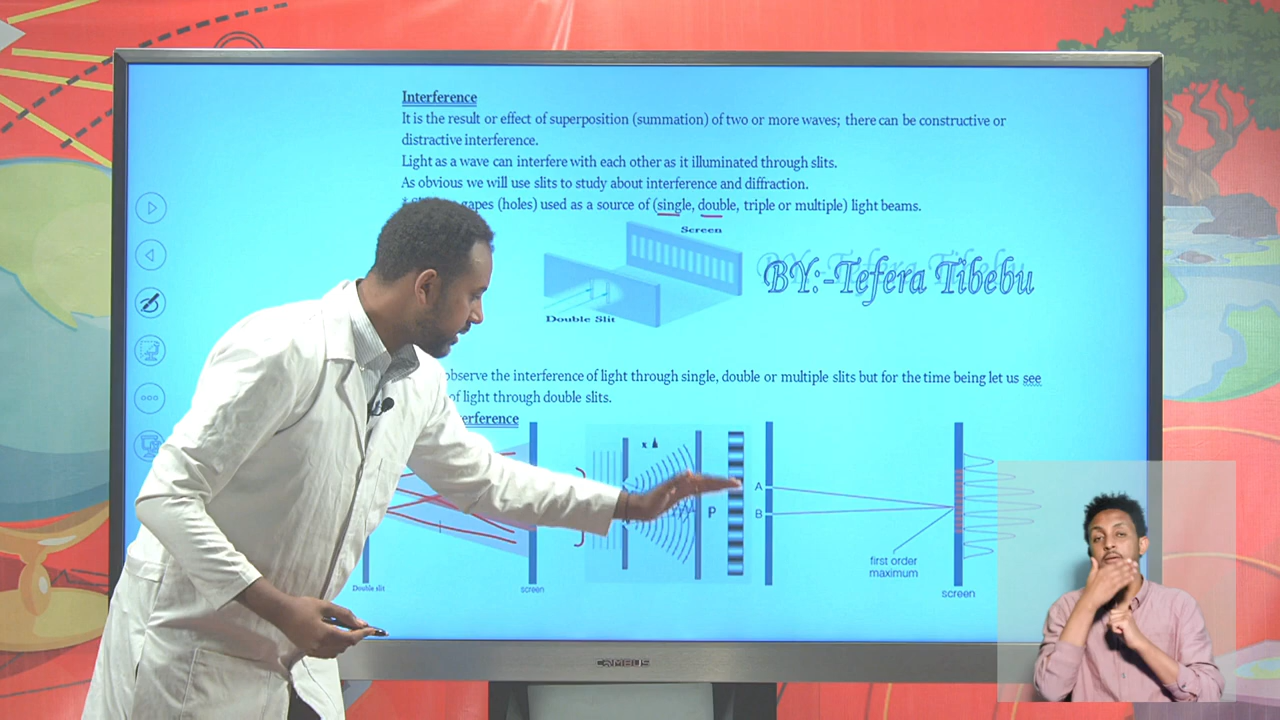 Interference
It is the result or effect of superposition (summation) of two or more waves; there can be constructive or
distractive interference.
Light as a wave can interfere with each other as it illuminated through slits.
As obvious we will use slits to study about interference and diffraction.
gapes (holes) used as a source of (single, double, triple or multiple) light beams.
Screen
BY:-Tefera Tibebu
Double Slit
observe the interference of light through single, double or multiple slits but for the time being let us see
of light through double slits.
erference
x
A
P
B
first order
maximum
Double slit
screen
screen
CAMBUS